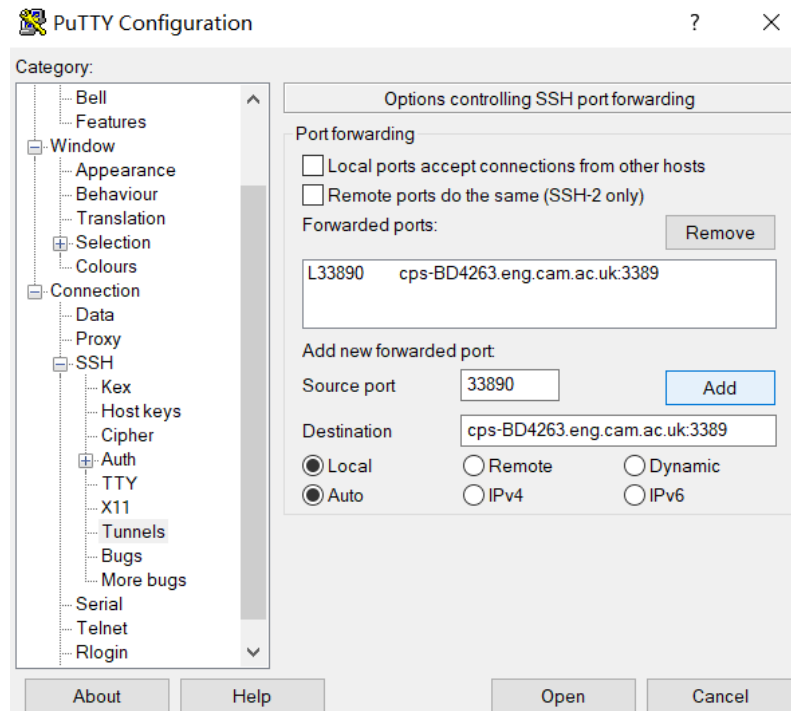 PuTTY Configuration ? ×
Category:
Bell
Features
Window
Appearance
Behaviour
Translation
Selection
Colours
Connection
Data
Proxy
SSH
Kex
Host keys
Cipher
Auth
TTY
X11
Tunnels
Bugs
More bugs
Serial
Telnet
Rlogin
Options controlling SSH port forwarding
Port forwarding
Local ports accept connections from other hosts
Remote ports do the same (SSH-2 only)
Forwarded ports: Remove
L33890 cps-BD4263.eng.cam.ac.uk:3389
Add new forwarded port:
Source port 33890 Add
Destination cps-BD4263.eng.cam.ac.uk:3389
Local Remote Dynamic
Auto IPv4 IPv6
About Help Open Cancel